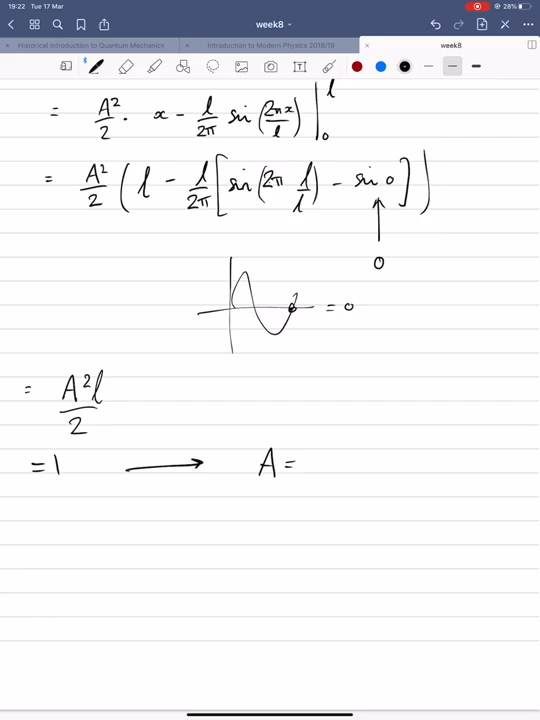 19:22 Tue 17 Mar
28%
week8
Historical Introduction to Quantum Mechanics
Introduction to Modern Physics 2018/19
week8
= A²/2 · x − l/2π sin(2πx/l) |₀ˡ
= A²/2 (l − l/2π [sin(2π l/l) − sin 0])
0
= 0
= A²l/2
= 1 ⟶ A =